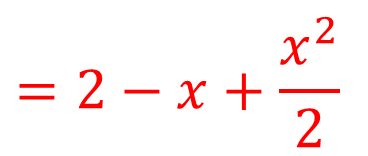 = 2 − x + x²/2